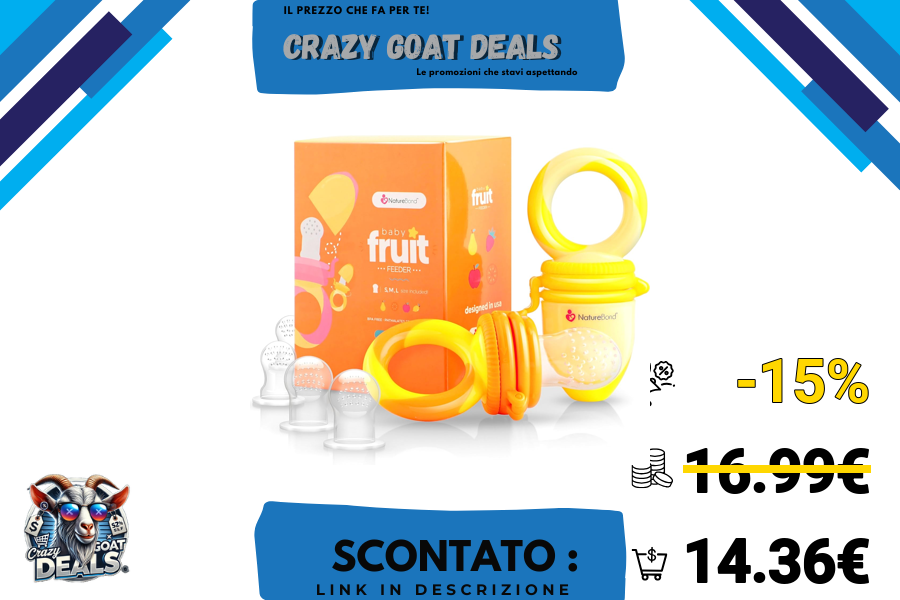 IL PREZZO CHE FA PER TE!
CRAZY GOAT DEALS
Le promozioni che stavi aspettando
NatureBond
baby
fruit
FEEDER
S.M.L
fruit
designed in usa
NatureBond
-15%
16.99€
$
Crazy
GOAT
DEALS
SCONTATO :
14.36€
LINK IN DESCRIZIONE